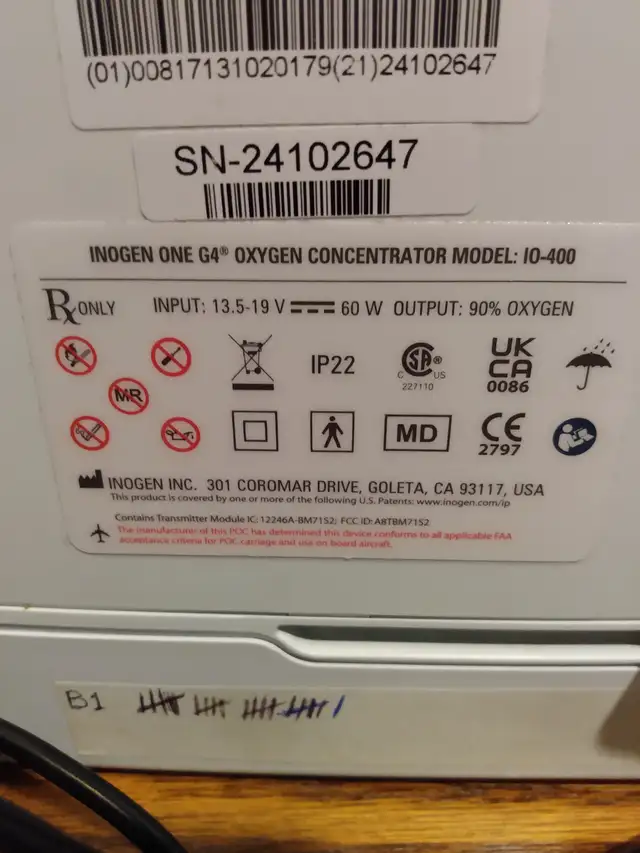 (01)00817131020179(21)24102647
SN-24102647
INOGEN ONE G4® OXYGEN CONCENTRATOR MODEL: IO-400
Rx ONLY INPUT: 13.5-19 V 60 W OUTPUT: 90% OXYGEN
MR
IP22
CSA® C US 227110
UK CA 0086
MD
CE 2797
INOGEN INC. 301 COROMAR DRIVE, GOLETA, CA 93117, USA
This product is covered by one or more of the following U.S. Patents: www.inogen.com/ip
Contains Transmitter Module IC: 12246A-BM71S2; FCC ID: A8TBM71S2
The manufacturer of this POC has determined this device conforms to all applicable FAA
acceptance criteria for POC carriage and use on board aircraft.
B1